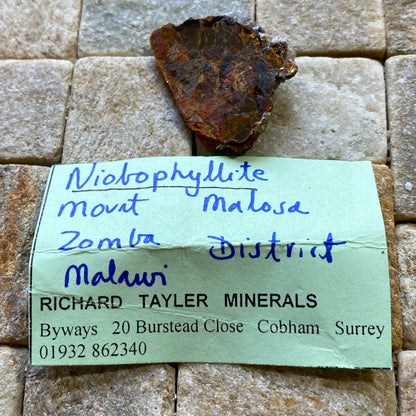 Niobophyllite
Mount Malosa
Zomba District
Malawi
RICHARD TAYLER MINERALS
Byways 20 Burstead Close Cobham Surrey
01932 862340